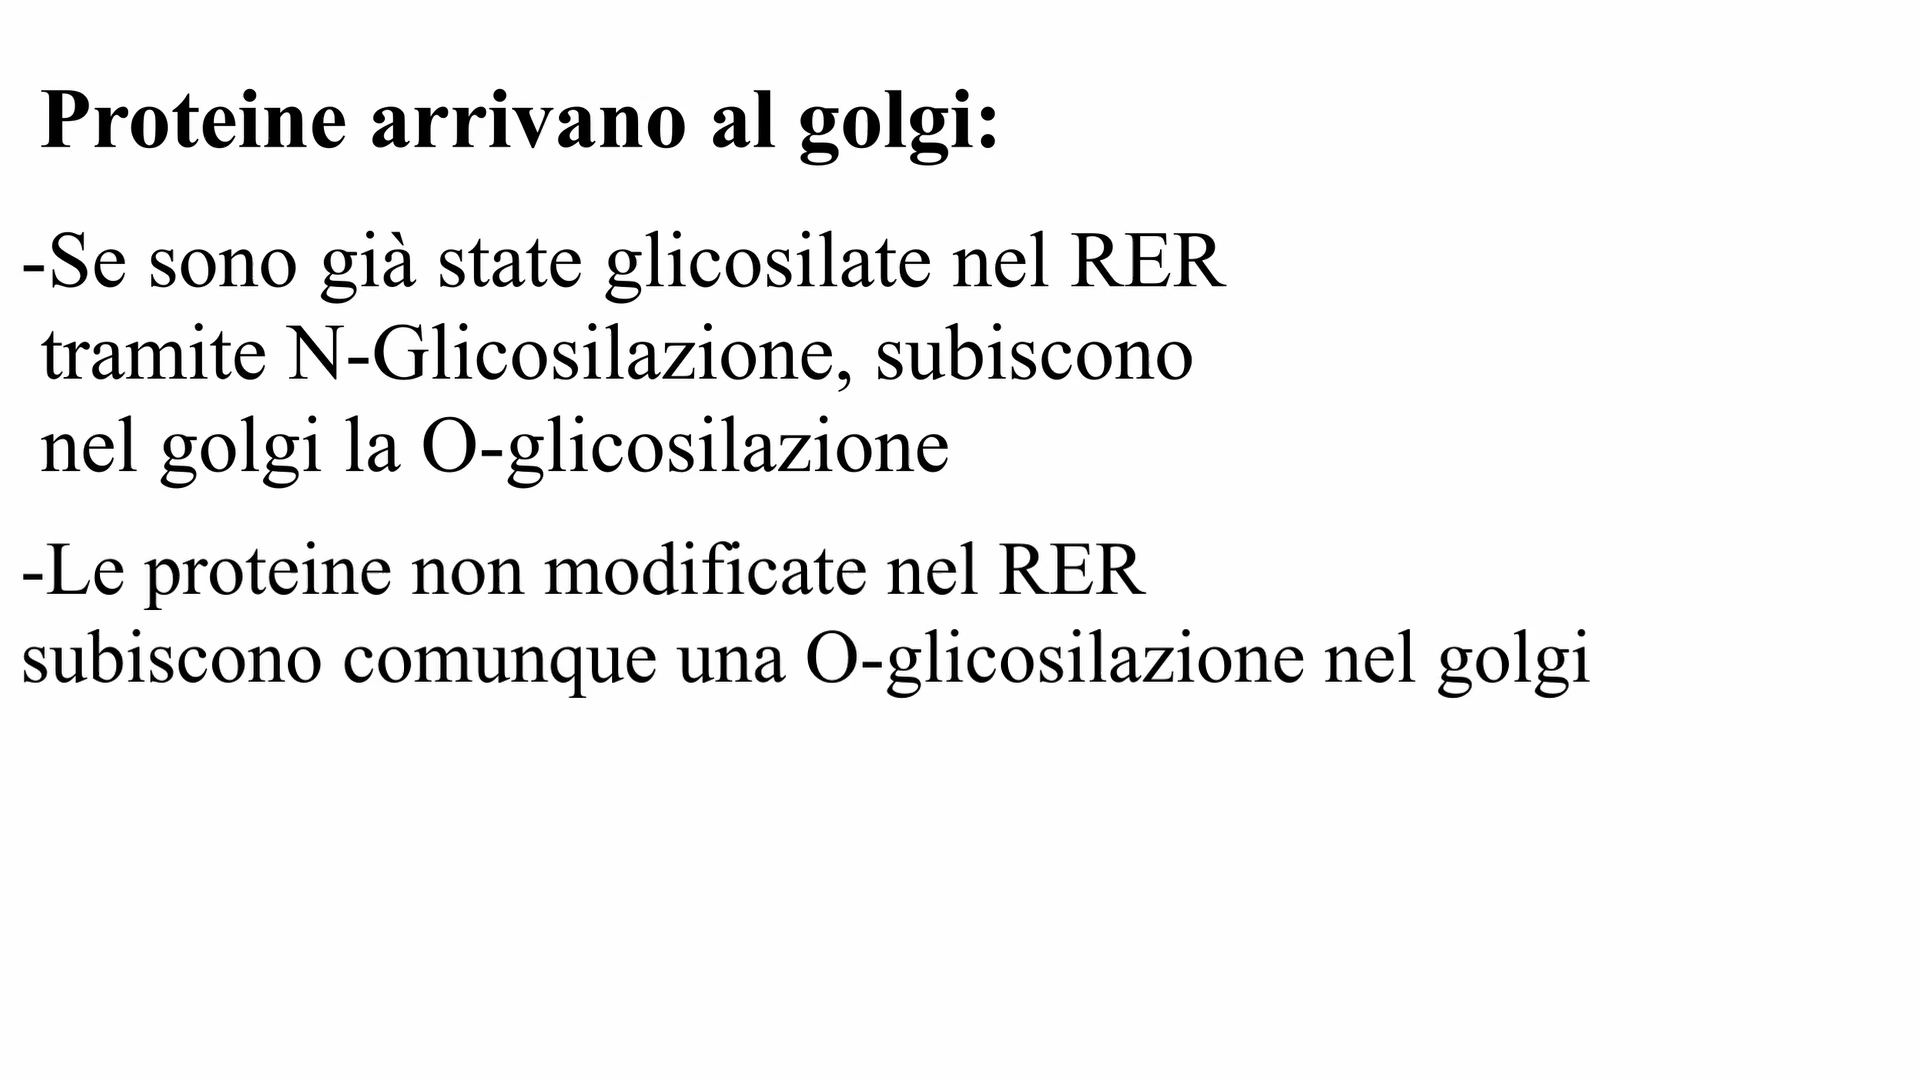 Proteine arrivano al golgi:
-Se sono già state glicosilate nel RER
tramite N-Glicosilazione, subiscono
nel golgi la O-glicosilazione
-Le proteine non modificate nel RER
subiscono comunque una O-glicosilazione nel golgi